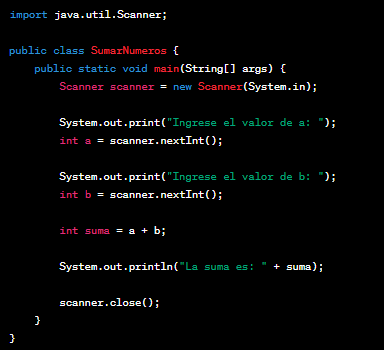 import java.util.Scanner;
public class SumarNumeros {
public static void main(String[] args) {
Scanner scanner = new Scanner(System.in);
System.out.print("Ingrese el valor de a: ");
int a = scanner.nextInt();
System.out.print("Ingrese el valor de b: ");
int b = scanner.nextInt();
int suma = a + b;
System.out.println("La suma es: " + suma);
scanner.close();
}
}